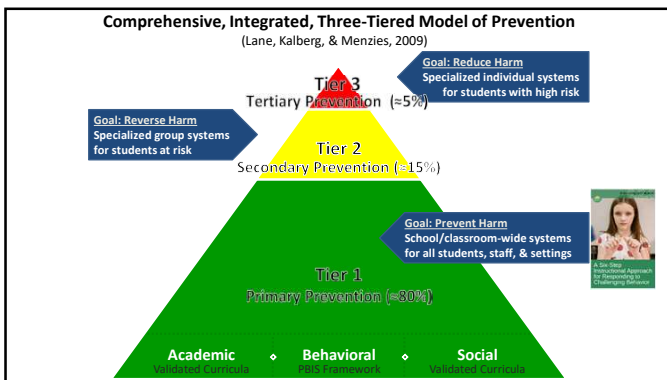 Comprehensive, Integrated, Three-Tiered Model of Prevention
(Lane, Kalberg, & Menzies, 2009)
Goal: Reduce Harm
Specialized individual systems
for students with high risk
Tier 3
Tertiary Prevention (≈5%)
Goal: Reverse Harm
Specialized group systems
for students at risk
Tier 2
Secondary Prevention (≈15%)
Goal: Prevent Harm
School/classroom-wide systems
for all students, staff, & settings
A Six-Step
Instructional Approach
for Responding to
Challenging Behavior
Tier 1
Primary Prevention (≈80%)
Academic ◇ Behavioral ◇ Social
Validated Curricula PBIS Framework Validated Curricula